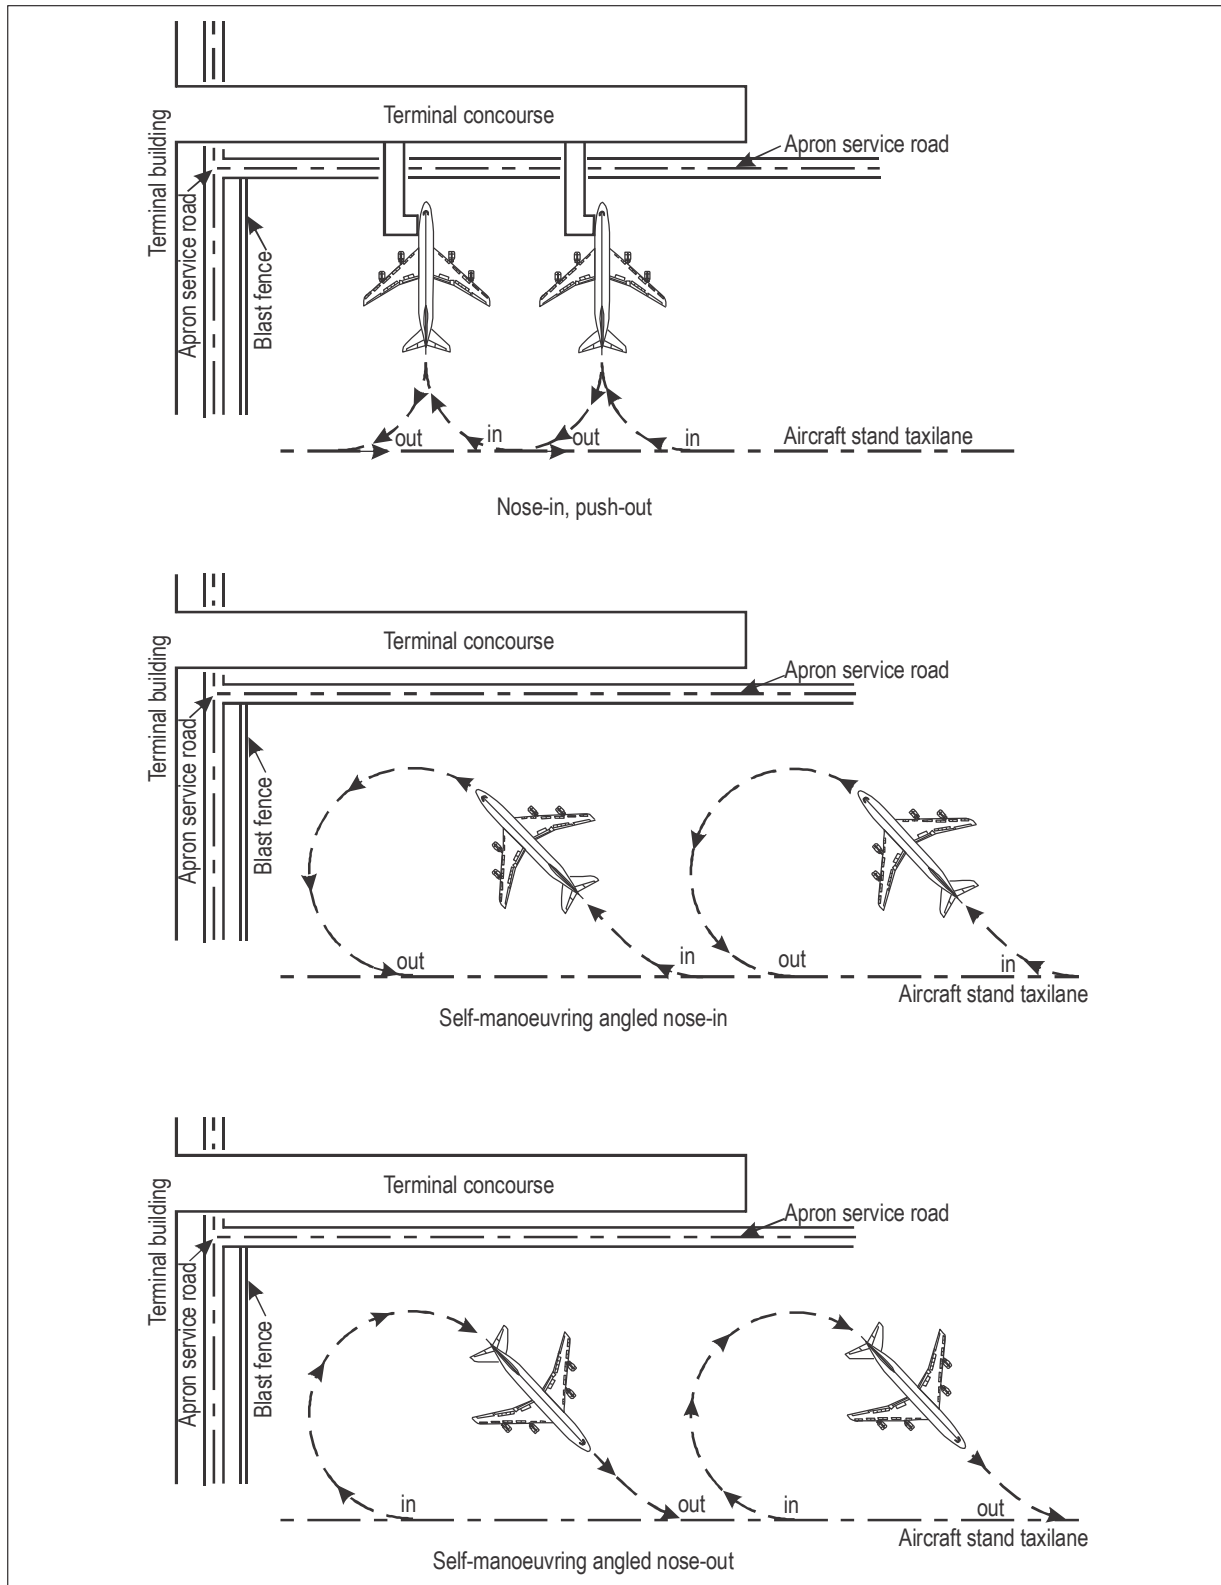 Terminal concourse
Apron service road
Terminal building
Apron service road
Blast fence
out
in
out
in
Aircraft stand taxilane
Nose-in, push-out
Terminal concourse
Apron service road
Terminal building
Apron service road
Blast fence
out
in
out
in
Aircraft stand taxilane
Self-manoeuvring angled nose-in
Terminal concourse
Apron service road
Terminal building
Apron service road
Blast fence
in
out
in
out
Aircraft stand taxilane
Self-manoeuvring angled nose-out